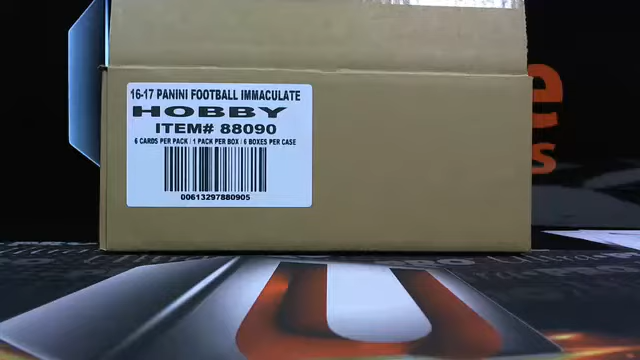 16-17 PANINI FOOTBALL IMMACULATE
HOBBY
ITEM# 88090
6 CARDS PER PACK / 1 PACK PER BOX / 6 BOXES PER CASE
00613297880905